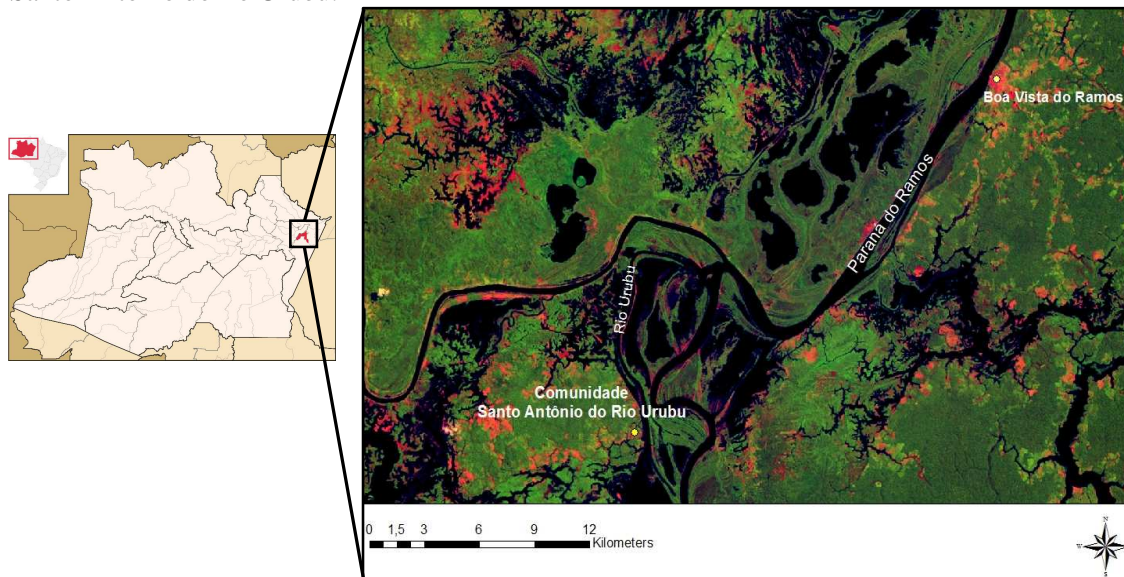 Boa Vista do Ramos
Paraná do Ramos
Rio Urubu
Comunidade
Santo Antônio do Rio Urubu
0 1,5 3 6 9 12
Kilometers
N
W
S